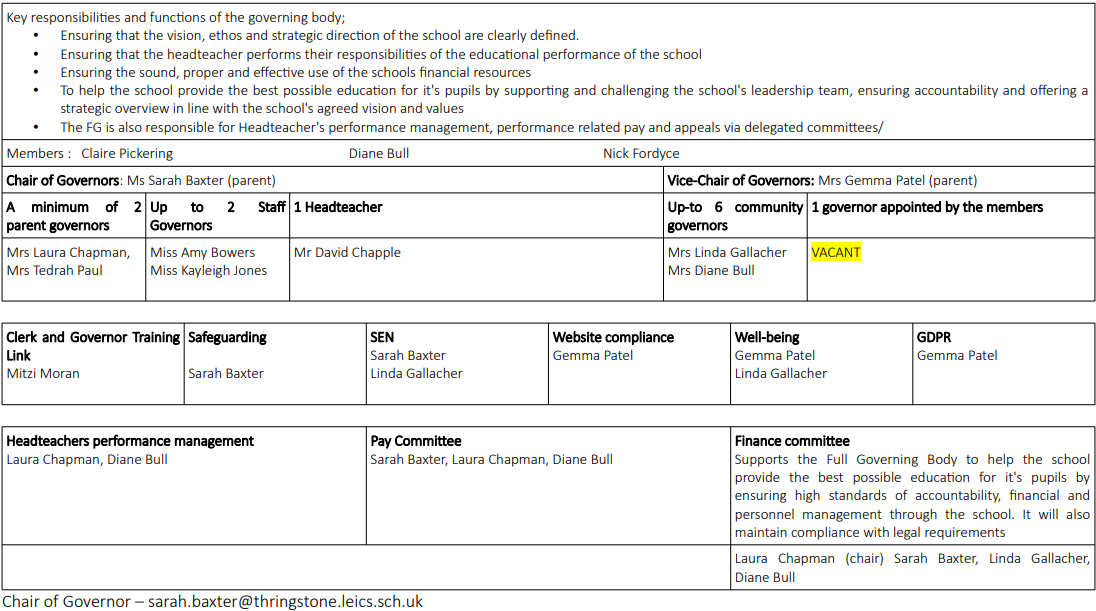 Key responsibilities and functions of the governing body;
• Ensuring that the vision, ethos and strategic direction of the school are clearly defined.
• Ensuring that the headteacher performs their responsibilities of the educational performance of the school
• Ensuring the sound, proper and effective use of the schools financial resources
• To help the school provide the best possible education for it's pupils by supporting and challenging the school's leadership team, ensuring accountability and offering a
strategic overview in line with the school's agreed vision and values
• The FG is also responsible for Headteacher's performance management, performance related pay and appeals via delegated committees/
Members : Claire Pickering Diane Bull Nick Fordyce
Chair of Governors: Ms Sarah Baxter (parent)
Vice-Chair of Governors: Mrs Gemma Patel (parent)
A minimum of 2
parent governors
Up to 2 Staff
Governors
1 Headteacher
Up-to 6 community
governors
1 governor appointed by the members
Mrs Laura Chapman,
Mrs Tedrah Paul
Miss Amy Bowers
Miss Kayleigh Jones
Mr David Chapple
Mrs Linda Gallacher
Mrs Diane Bull
VACANT
Clerk and Governor Training
Link
Mitzi Moran
Safeguarding
Sarah Baxter
SEN
Sarah Baxter
Linda Gallacher
Website compliance
Gemma Patel
Well-being
Gemma Patel
Linda Gallacher
GDPR
Gemma Patel
Headteachers performance management
Laura Chapman, Diane Bull
Pay Committee
Sarah Baxter, Laura Chapman, Diane Bull
Finance committee
Supports the Full Governing Body to help the school
provide the best possible education for it's pupils by
ensuring high standards of accountability, financial and
personnel management through the school. It will also
maintain compliance with legal requirements
Laura Chapman (chair) Sarah Baxter, Linda Gallacher,
Diane Bull
Chair of Governor – sarah.baxter@thringstone.leics.sch.uk